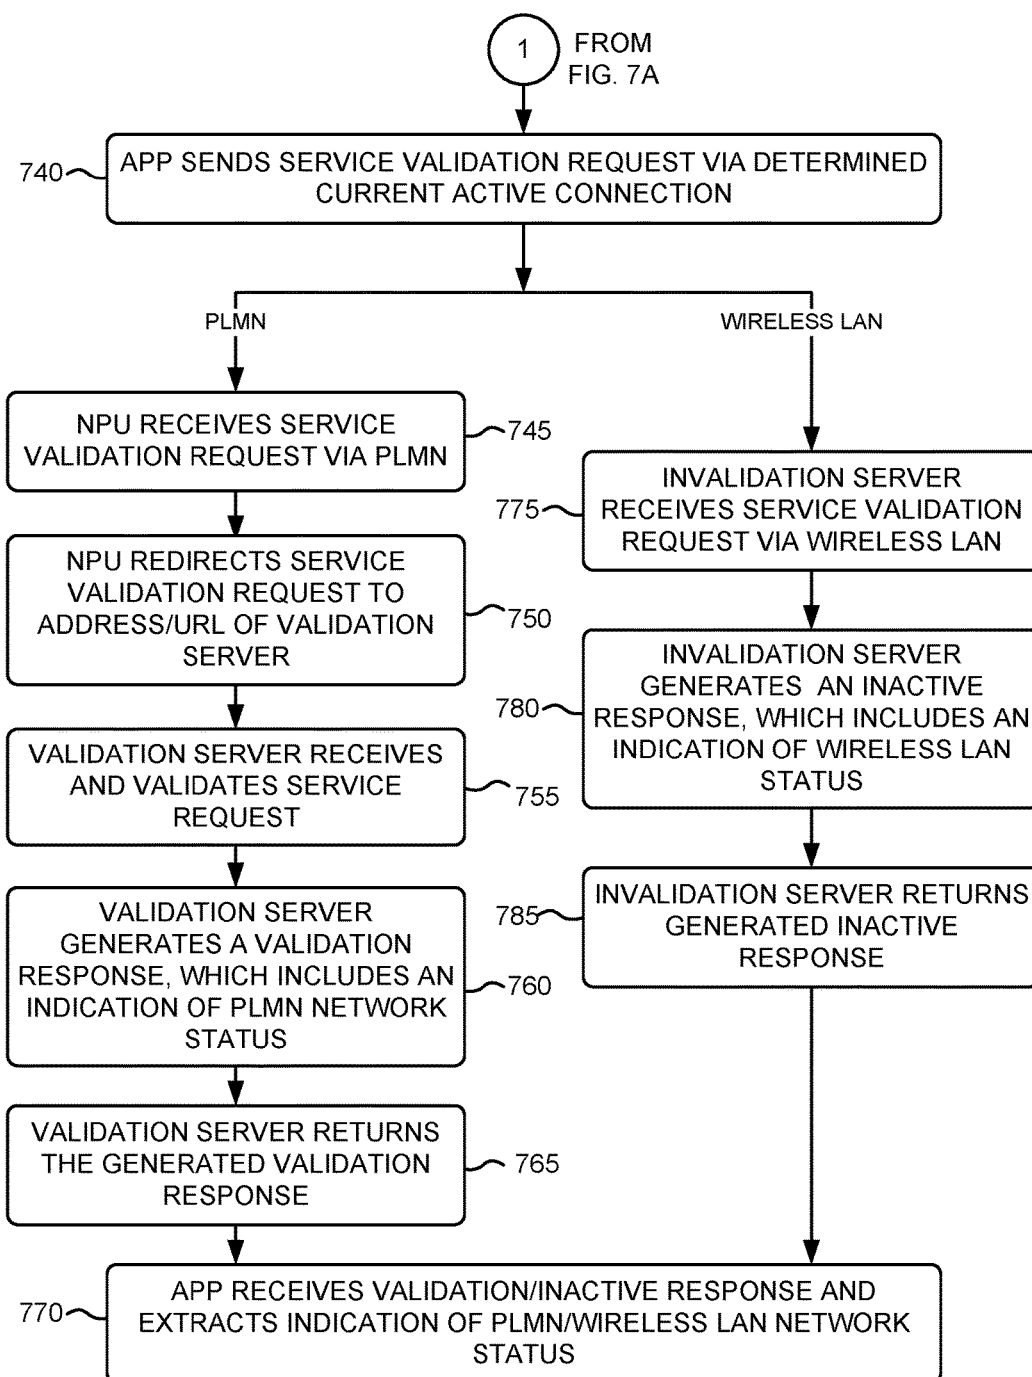 1
FROM
FIG. 7A
740
APP SENDS SERVICE VALIDATION REQUEST VIA DETERMINED
CURRENT ACTIVE CONNECTION
PLMN
WIRELESS LAN
NPU RECEIVES SERVICE
VALIDATION REQUEST VIA PLMN
745
NPU REDIRECTS SERVICE
VALIDATION REQUEST TO
ADDRESS/URL OF VALIDATION
SERVER
750
VALIDATION SERVER RECEIVES
AND VALIDATES SERVICE
REQUEST
755
VALIDATION SERVER
GENERATES A VALIDATION
RESPONSE, WHICH INCLUDES AN
INDICATION OF PLMN NETWORK
STATUS
760
VALIDATION SERVER RETURNS
THE GENERATED VALIDATION
RESPONSE
765
775
INVALIDATION SERVER
RECEIVES SERVICE VALIDATION
REQUEST VIA WIRELESS LAN
780
INVALIDATION SERVER
GENERATES AN INACTIVE
RESPONSE, WHICH INCLUDES AN
INDICATION OF WIRELESS LAN
STATUS
785
INVALIDATION SERVER RETURNS
GENERATED INACTIVE
RESPONSE
770
APP RECEIVES VALIDATION/INACTIVE RESPONSE AND
EXTRACTS INDICATION OF PLMN/WIRELESS LAN NETWORK
STATUS